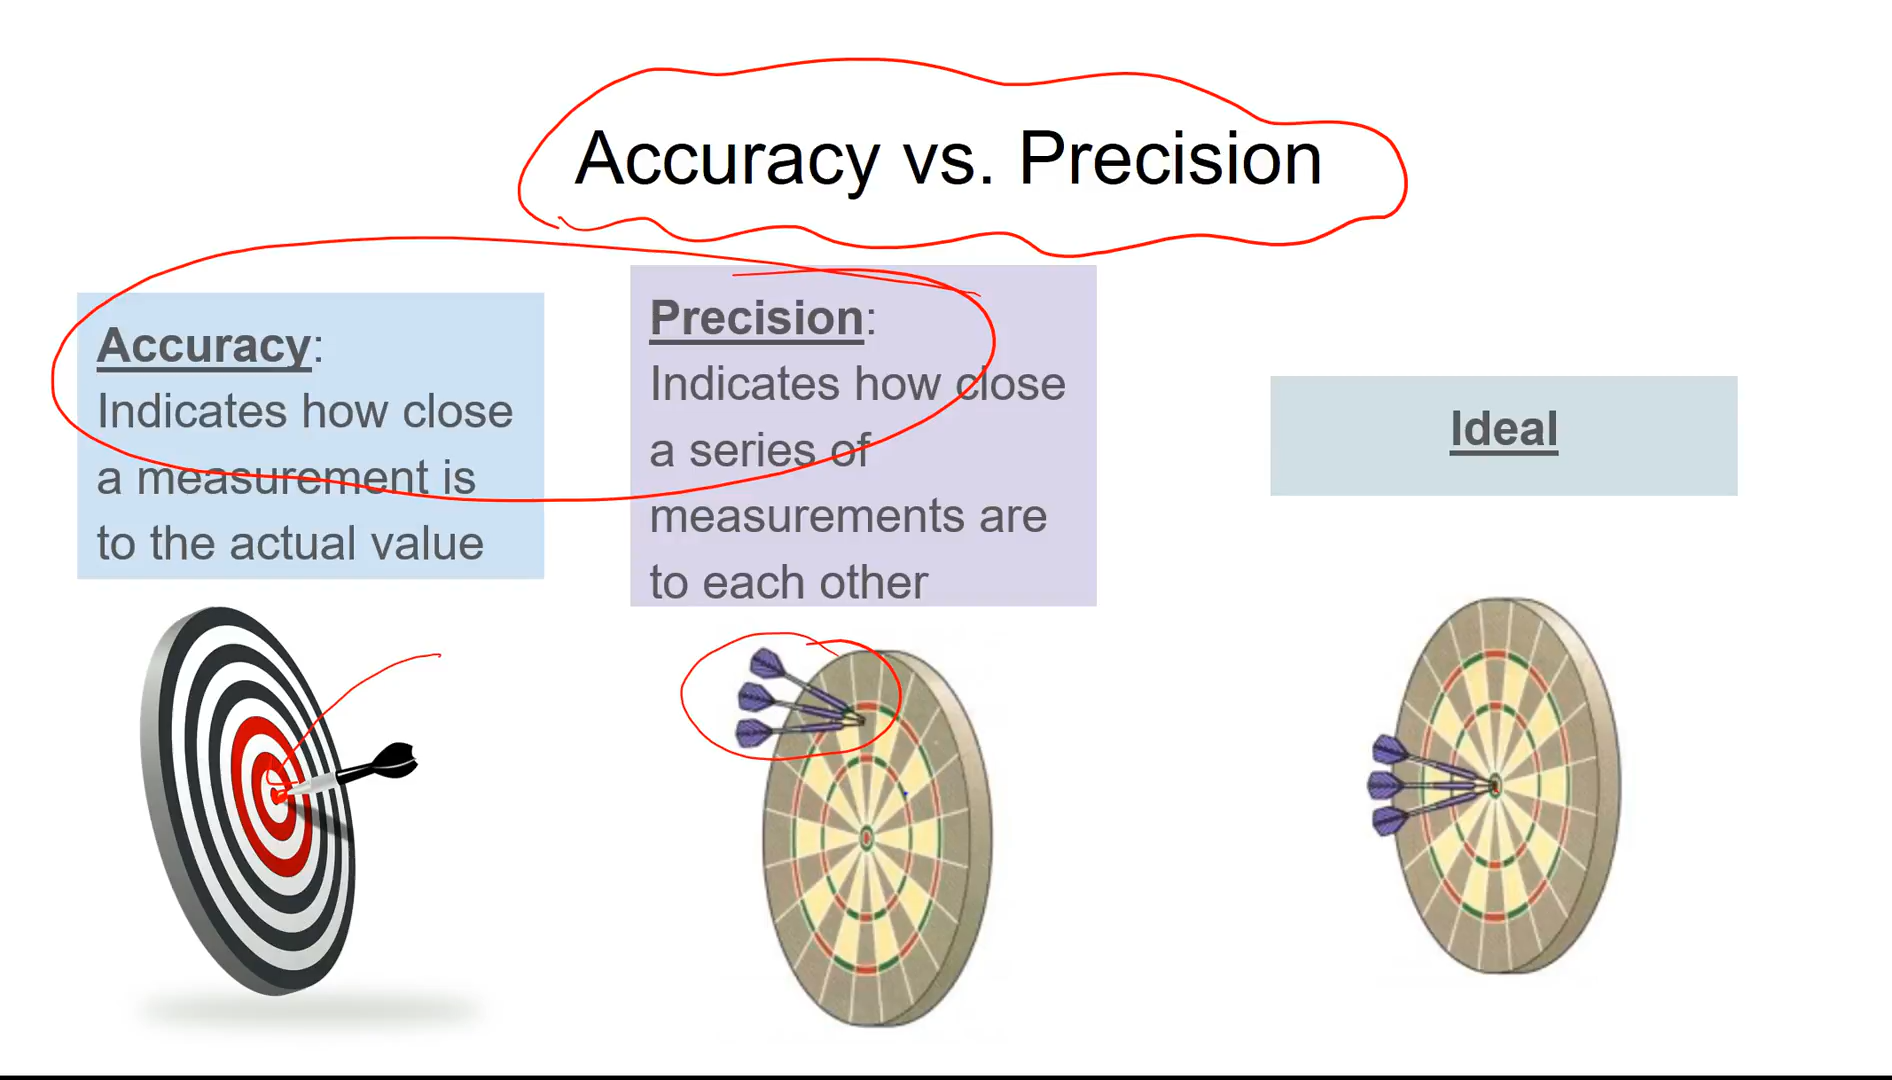 Accuracy vs. Precision
Accuracy:
Indicates how close
a measurement is
to the actual value
Precision:
Indicates how close
a series of
measurements are
to each other
Ideal